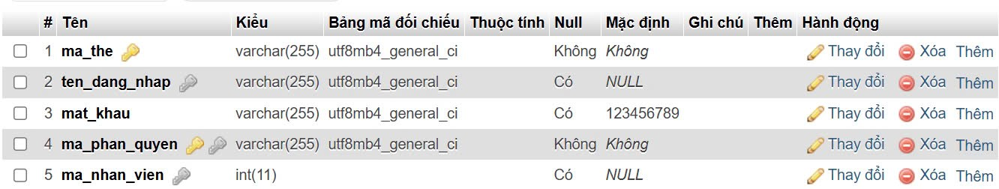 # Tên Kiểu Bảng mã đối chiếu Thuộc tính Null Mặc định Ghi chú Thêm Hành động
1 ma_the varchar(255) utf8mb4_general_ci Không Không Thay đổi Xóa Thêm
2 ten_dang_nhap varchar(255) utf8mb4_general_ci Có NULL Thay đổi Xóa Thêm
3 mat_khau varchar(255) utf8mb4_general_ci Có 123456789 Thay đổi Xóa Thêm
4 ma_phan_quyen varchar(255) utf8mb4_general_ci Không Không Thay đổi Xóa Thêm
5 ma_nhan_vien int(11) Có NULL Thay đổi Xóa Thêm